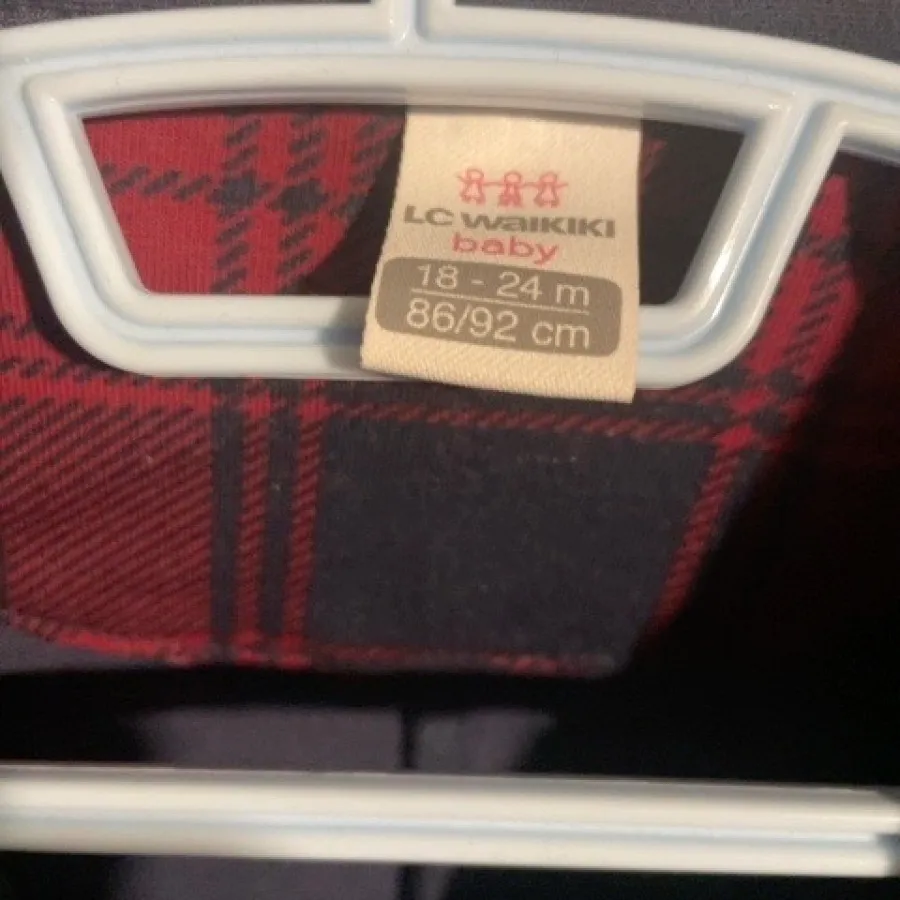 LC WAIKIKI
baby
18 - 24 m
86/92 cm